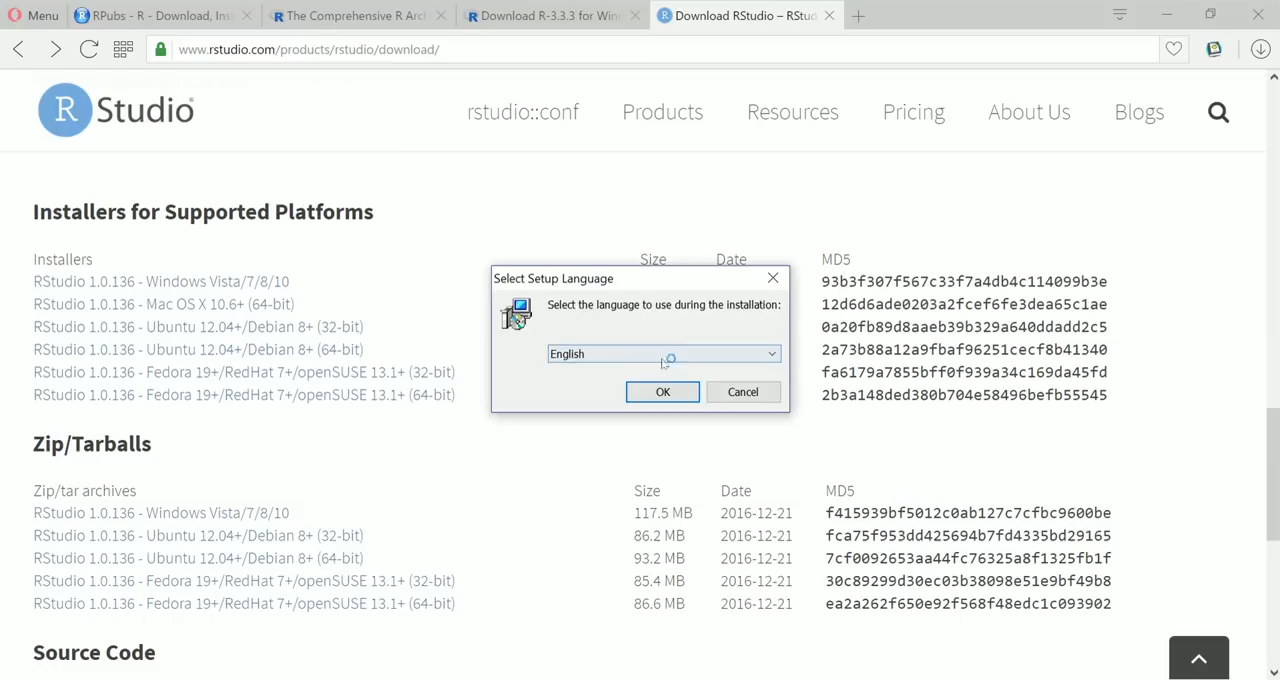 Menu
RPubs - R - Download, Ins
The Comprehensive R Arc
Download R-3.3.3 for Win
Download RStudio – RStu
www.rstudio.com/products/rstudio/download/
R Studio
rstudio::conf Products Resources Pricing About Us Blogs
Installers for Supported Platforms
Installers Size Date MD5
RStudio 1.0.136 - Windows Vista/7/8/10 93b3f307f567c33f7a4db4c114099b3e
RStudio 1.0.136 - Mac OS X 10.6+ (64-bit) 12d6d6ade0203a2fcef6fe3dea65c1ae
RStudio 1.0.136 - Ubuntu 12.04+/Debian 8+ (32-bit) 0a20fb89d8aaeb39b329a640ddadd2c5
RStudio 1.0.136 - Ubuntu 12.04+/Debian 8+ (64-bit) 2a73b88a12a9fbaf96251cecf8b41340
RStudio 1.0.136 - Fedora 19+/RedHat 7+/openSUSE 13.1+ (32-bit) fa6179a7855bff0f939a34c169da45fd
RStudio 1.0.136 - Fedora 19+/RedHat 7+/openSUSE 13.1+ (64-bit) 2b3a148ded380b704e58496befb55545
Select Setup Language
Select the language to use during the installation:
English
OK Cancel
Zip/Tarballs
Zip/tar archives Size Date MD5
RStudio 1.0.136 - Windows Vista/7/8/10 117.5 MB 2016-12-21 f415939bf5012c0ab127c7cfbc9600be
RStudio 1.0.136 - Ubuntu 12.04+/Debian 8+ (32-bit) 86.2 MB 2016-12-21 fca75f953dd425694b7fd4335bd29165
RStudio 1.0.136 - Ubuntu 12.04+/Debian 8+ (64-bit) 93.2 MB 2016-12-21 7cf0092653aa44fc76325a8f1325fb1f
RStudio 1.0.136 - Fedora 19+/RedHat 7+/openSUSE 13.1+ (32-bit) 85.4 MB 2016-12-21 30c89299d30ec03b38098e51e9bf49b8
RStudio 1.0.136 - Fedora 19+/RedHat 7+/openSUSE 13.1+ (64-bit) 86.6 MB 2016-12-21 ea2a262f650e92f568f48edc1c093902
Source Code